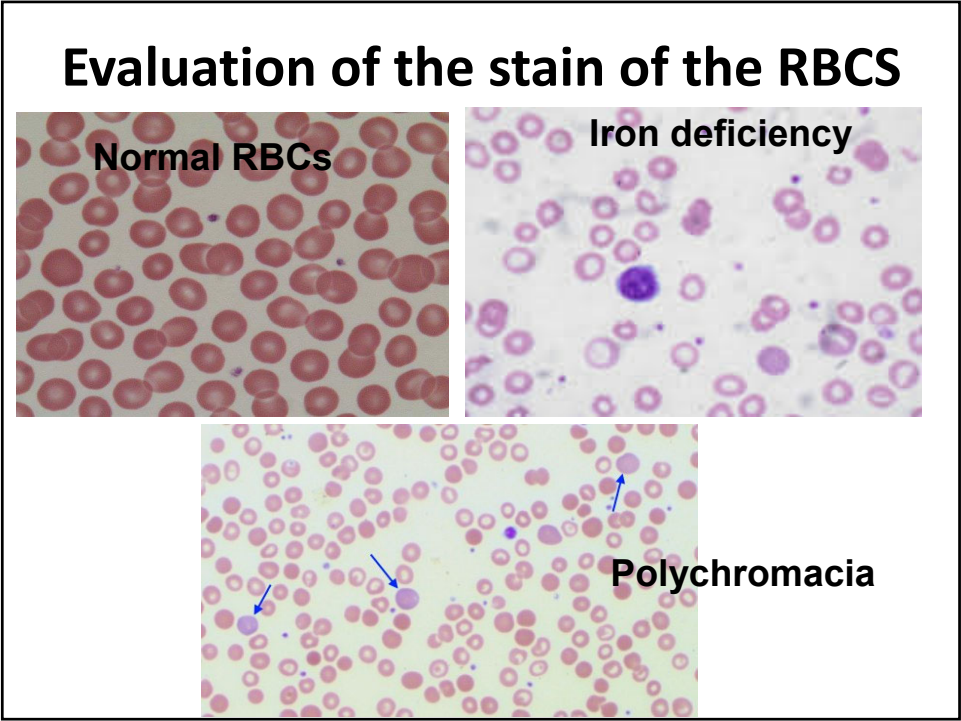 Evaluation of the stain of the RBCS
Normal RBCs
Iron deficiency
Polychromacia